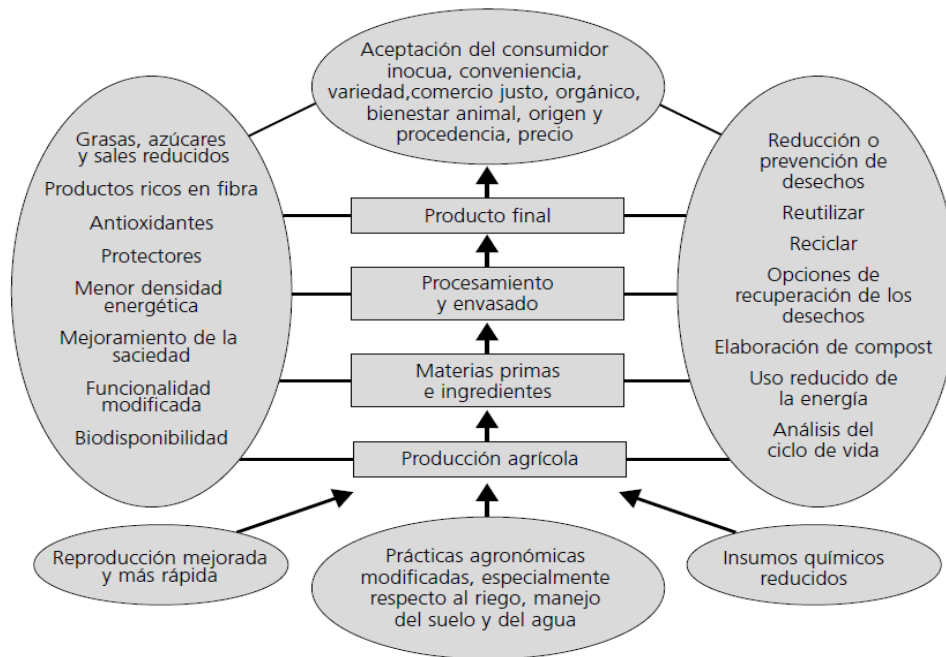 Aceptación del consumidor
inocua, conveniencia,
variedad,comercio justo, orgánico,
bienestar animal, origen y
procedencia, precio
Grasas, azúcares
y sales reducidos
Productos ricos en fibra
Antioxidantes
Protectores
Menor densidad
energética
Mejoramiento de la
saciedad
Funcionalidad
modificada
Biodisponibilidad
Producto final
Procesamiento
y envasado
Materias primas
e ingredientes
Producción agrícola
Reducción o
prevención de
desechos
Reutilizar
Reciclar
Opciones de
recuperación de los
desechos
Elaboración de compost
Uso reducido de
la energía
Análisis del
ciclo de vida
Reproducción mejorada
y más rápida
Prácticas agronómicas
modificadas, especialmente
respecto al riego, manejo
del suelo y del agua
Insumos químicos
reducidos